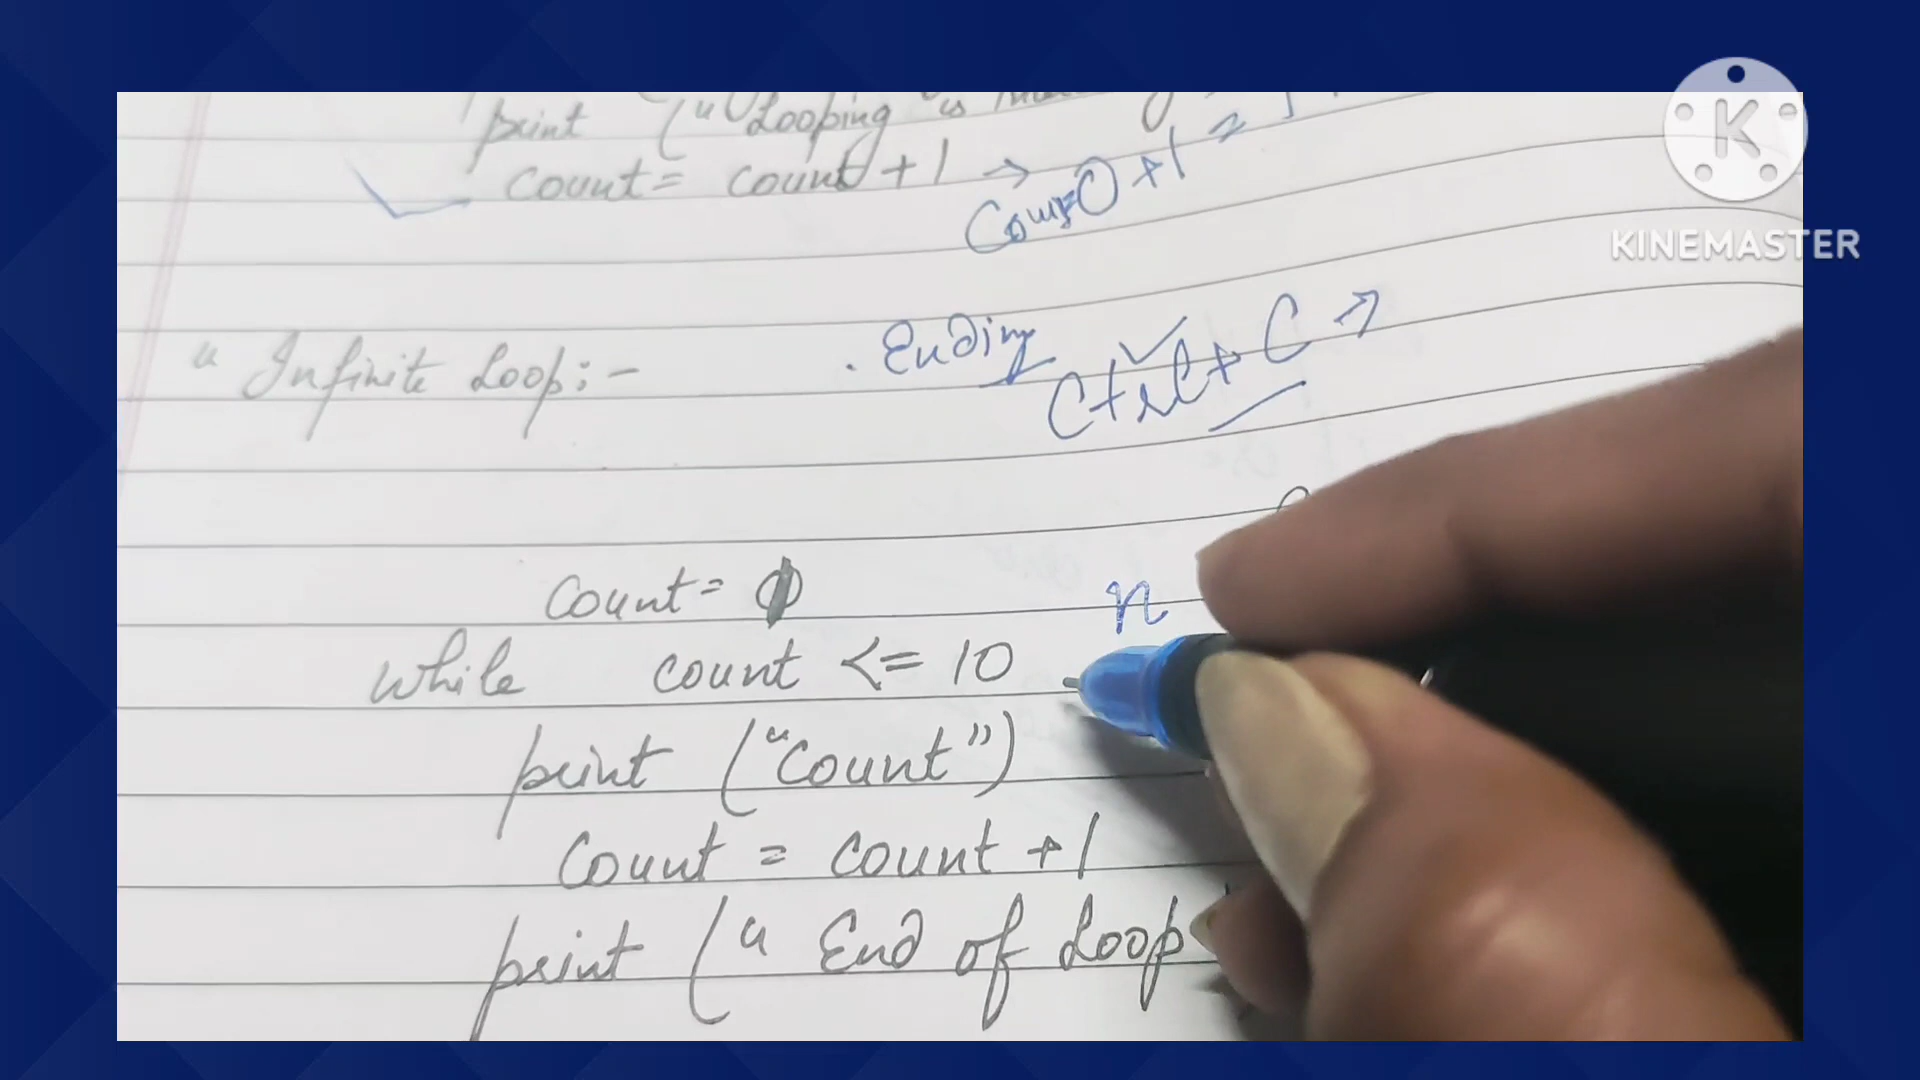 print (" Looping is
count = count + 1 → Count=0+1 =
KINEMASTER
" Infinite Loop:- . Ending Ctrl + C →
n
Count = 0
while count <= 10
print ("Count")
Count = count + 1
print (" End of Loop